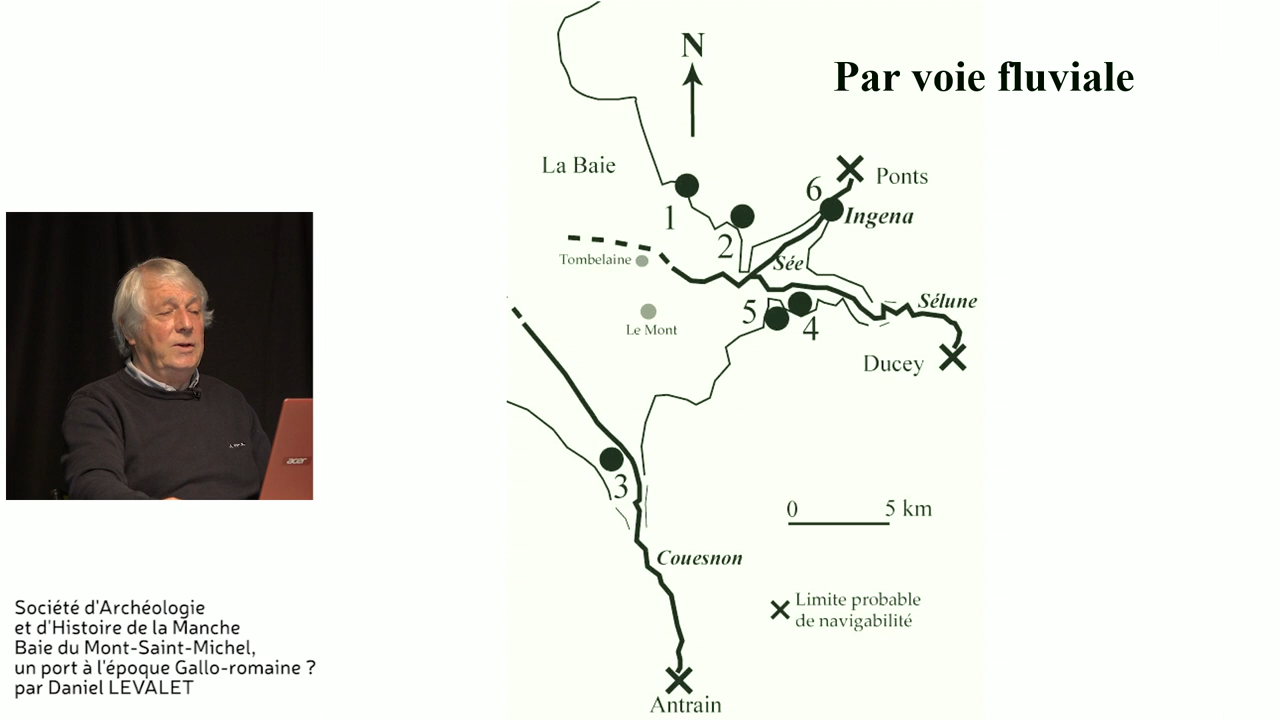 Par voie fluviale
N
La Baie
Ponts
6
Ingena
1
2
Tombelaine
Sée
Sélune
5
4
Le Mont
Ducey
3
0 5 km
Couesnon
Limite probable
de navigabilité
Antrain
acer
Société d'Archéologie
et d'Histoire de la Manche
Baie du Mont-Saint-Michel,
un port à l'époque Gallo-romaine ?
par Daniel LEVALET